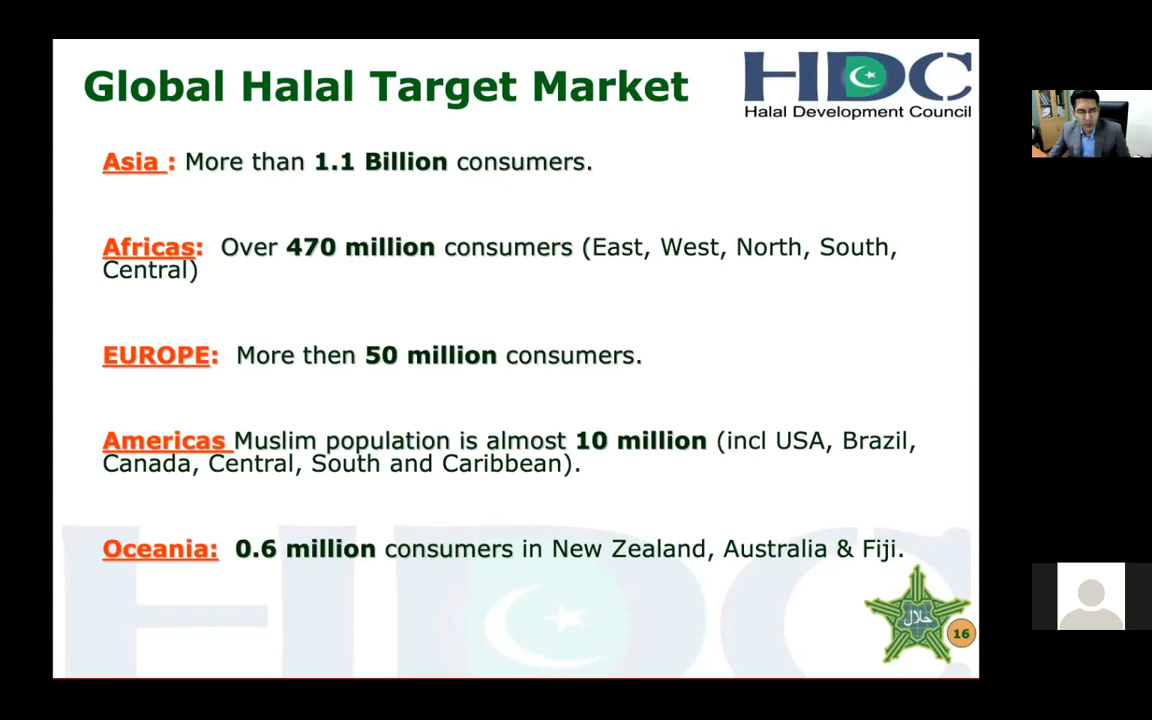 Global Halal Target Market
HDC
Halal Development Council
Asia : More than 1.1 Billion consumers.
Africas: Over 470 million consumers (East, West, North, South,
Central)
EUROPE: More then 50 million consumers.
Americas Muslim population is almost 10 million (incl USA, Brazil,
Canada, Central, South and Caribbean).
Oceania: 0.6 million consumers in New Zealand, Australia & Fiji.
HDC
حلال
16